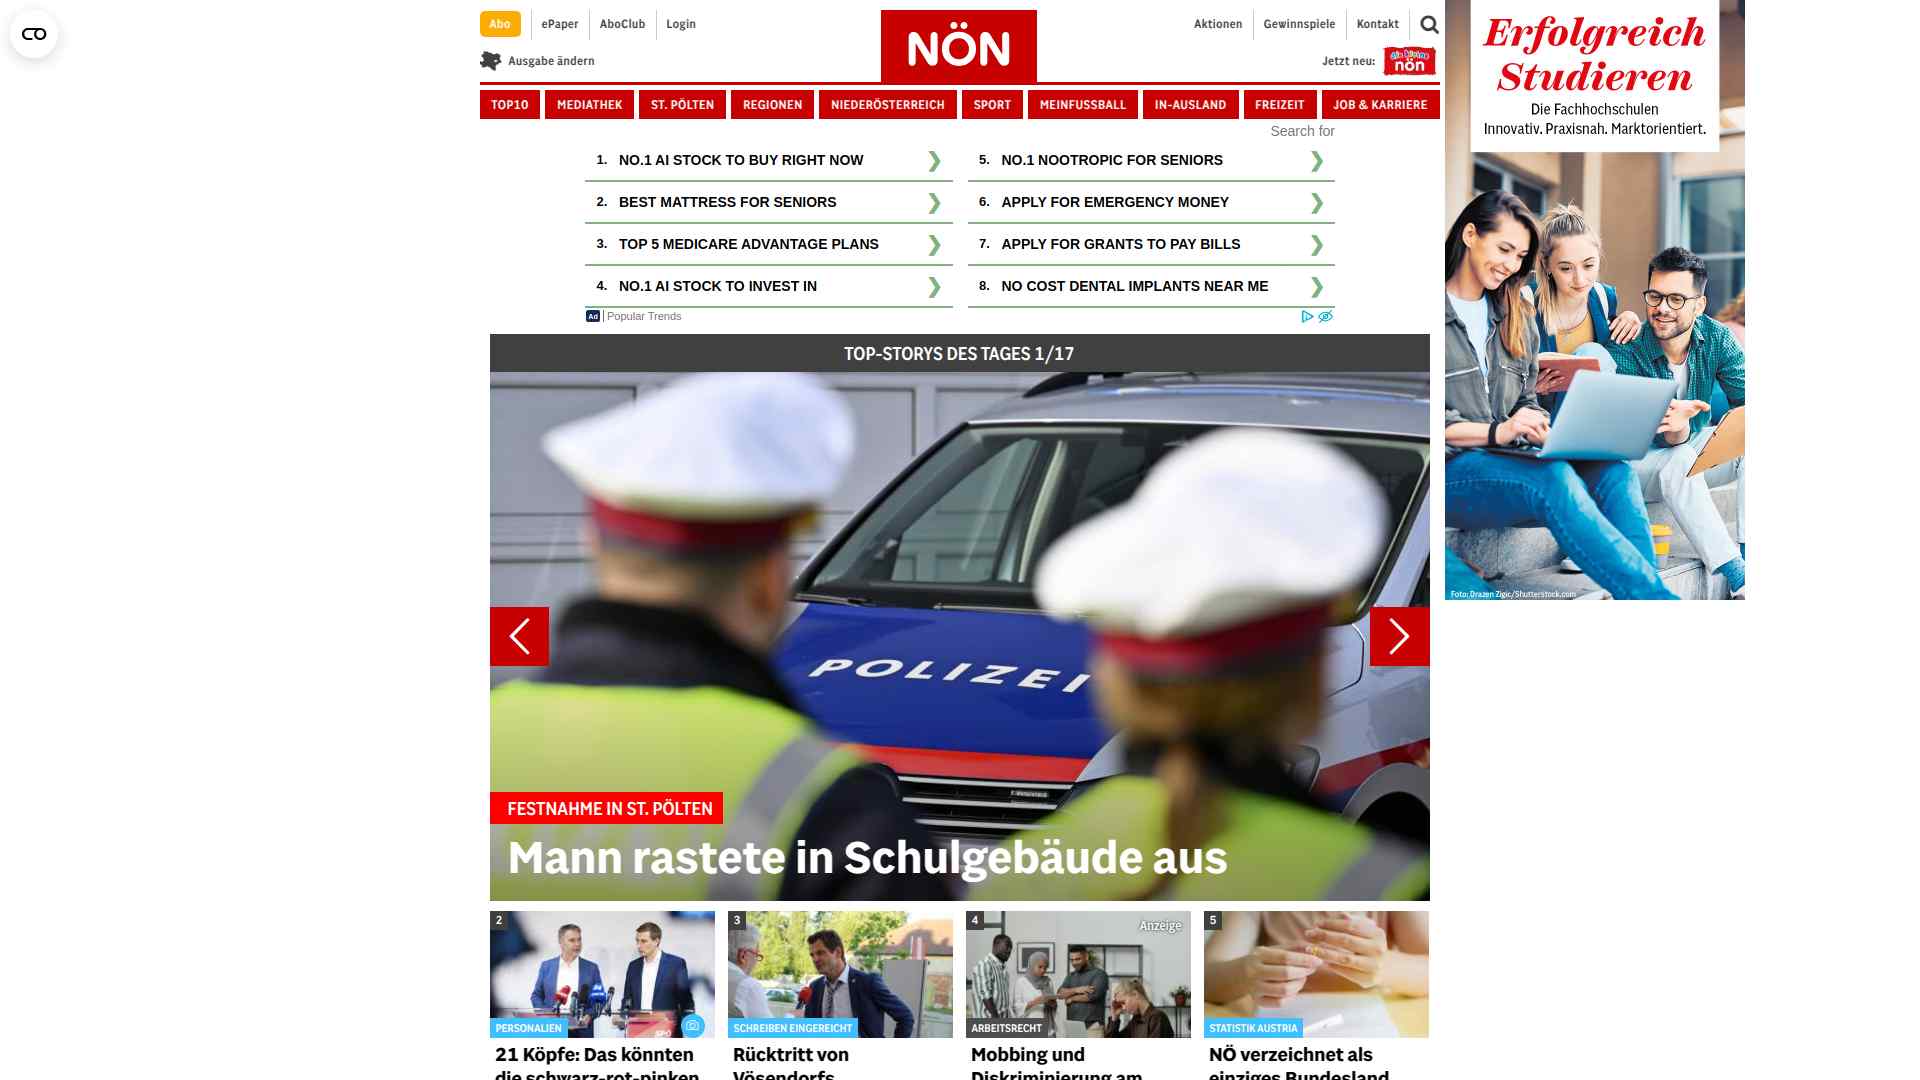 Abo
ePaper
AboClub
Login
NÖN
Aktionen
Gewinnspiele
Kontakt
Ausgabe ändern
Jetzt neu:
die kleine
nön
TOP10
MEDIATHEK
ST. PÖLTEN
REGIONEN
NIEDERÖSTERREICH
SPORT
MEINFUSSBALL
IN-AUSLAND
FREIZEIT
JOB & KARRIERE
Search for
1. NO.1 AI STOCK TO BUY RIGHT NOW
2. BEST MATTRESS FOR SENIORS
3. TOP 5 MEDICARE ADVANTAGE PLANS
4. NO.1 AI STOCK TO INVEST IN
5. NO.1 NOOTROPIC FOR SENIORS
6. APPLY FOR EMERGENCY MONEY
7. APPLY FOR GRANTS TO PAY BILLS
8. NO COST DENTAL IMPLANTS NEAR ME
Ad | Popular Trends
Erfolgreich
Studieren
Die Fachhochschulen
Innovativ. Praxisnah. Marktorientiert.
Foto: Drazen Zigic/Shutterstock.com
TOP-STORYS DES TAGES 1/17
POLIZEI
FESTNAHME IN ST. PÖLTEN
Mann rastete in Schulgebäude aus
2
PERSONALIEN
SPÖ
21 Köpfe: Das könnten
die schwarz-rot-pinken
3
SCHREIBEN EINGEREICHT
Rücktritt von
Vösendorfs
4
Anzeige
ARBEITSRECHT
Mobbing und
Diskriminierung am
5
STATISTIK AUSTRIA
NÖ verzeichnet als
einziges Bundesland